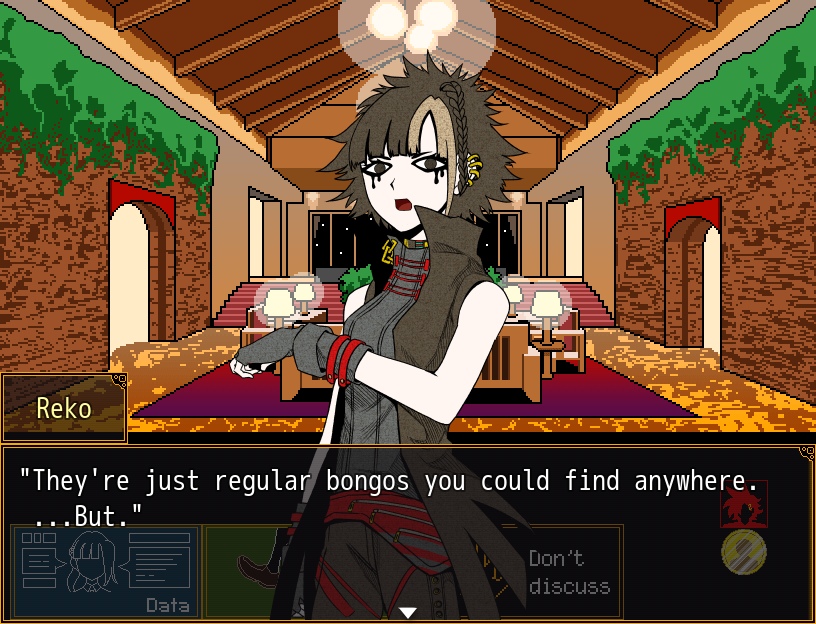 Reko
"They're just regular bongos you could find anywhere.
...But."
Data
Don't
discuss